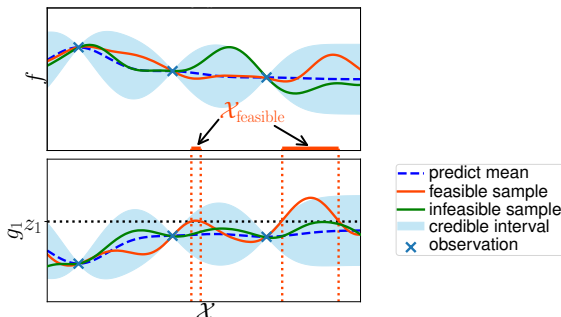 f
𝒳feasible
g₁
z₁
𝒳
predict mean
feasible sample
infeasible sample
credible interval
observation